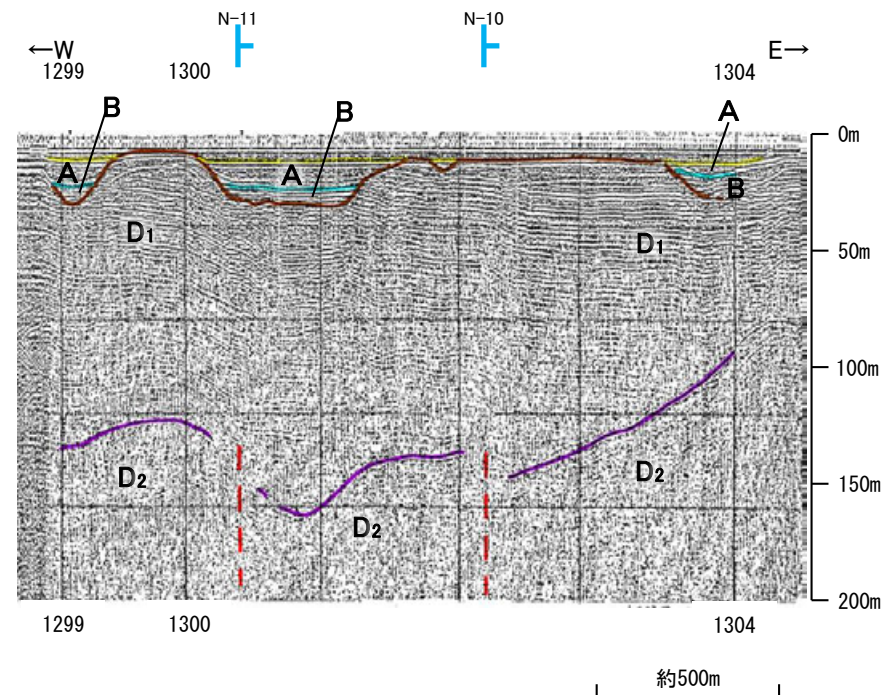 N-11 N-10
←W E→
1299 1300 1304
B B A
A A B
D1 D1
D2 D2 D2
0m
50m
100m
150m
200m
1299 1300 1304
約500m